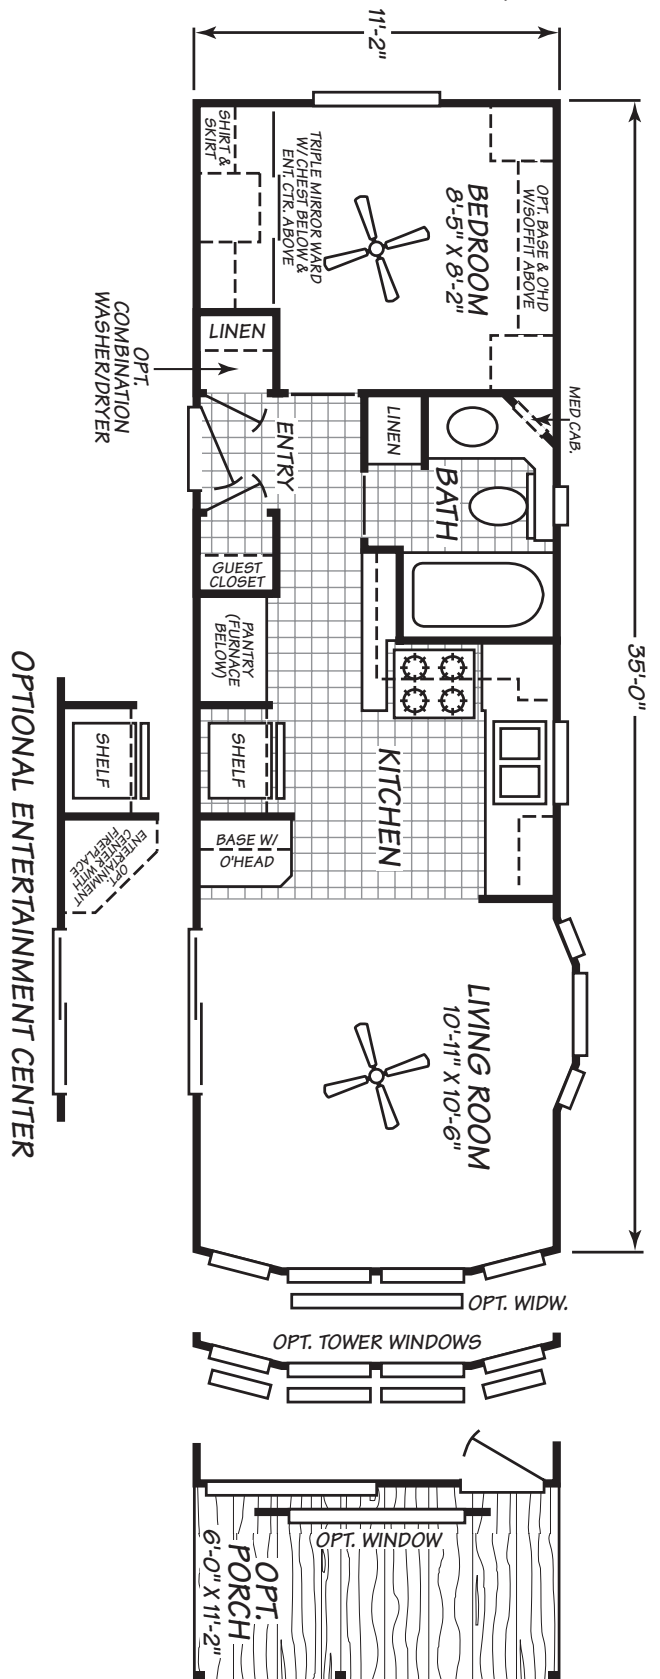 11'-2"
35'-0"
BEDROOM
8'-5" X 8'-2"
OPT. BASE & O'HD
W/SOFFIT ABOVE
TRIPLE MIRROR WARD
W/ CHEST BELOW &
ENT. CTR. ABOVE
SHIRT &
SKIRT
LINEN
OPT.
COMBINATION
WASHER/DRYER
MED CAB.
LINEN
BATH
ENTRY
GUEST
CLOSET
PANTRY
(FURNACE
BELOW)
SHELF
KITCHEN
BASE W/
O'HEAD
LIVING ROOM
10'-11" X 10'-6"
SHELF
OPT.
ENTERTAINMENT
CENTER WITH
FIREPLACE
OPTIONAL ENTERTAINMENT CENTER
OPT. WIDW.
OPT. TOWER WINDOWS
OPT. WINDOW
OPT.
PORCH
6'-0" X 11'-2"